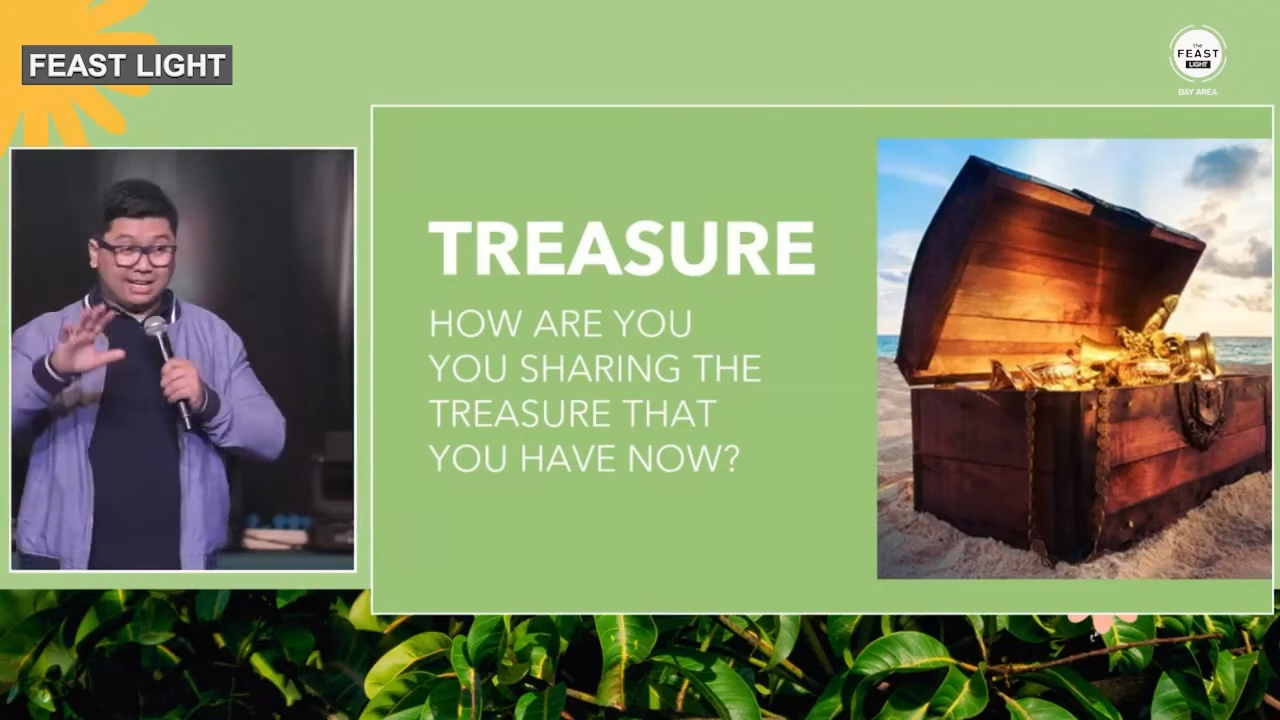 FEAST LIGHT
the
FEAST
LIGHT
BAY AREA
TREASURE
HOW ARE YOU
YOU SHARING THE
TREASURE THAT
YOU HAVE NOW?